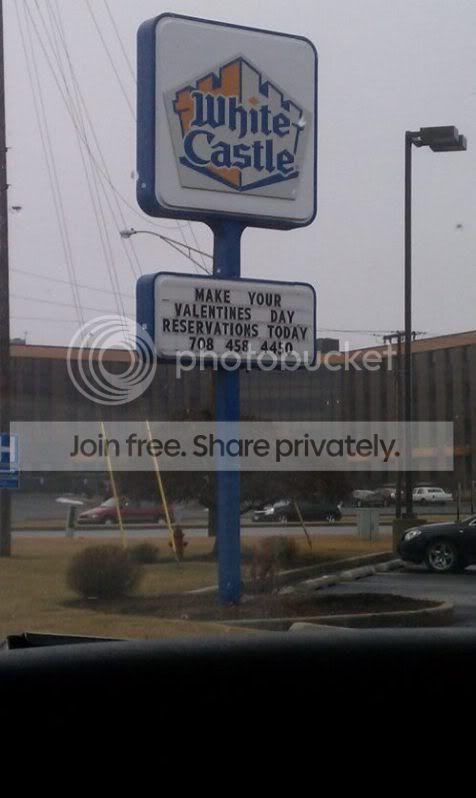 White
Castle
MAKE YOUR
VALENTINES DAY
RESERVATIONS TODAY
708 458 4450
photobucket
Join free. Share privately.
H